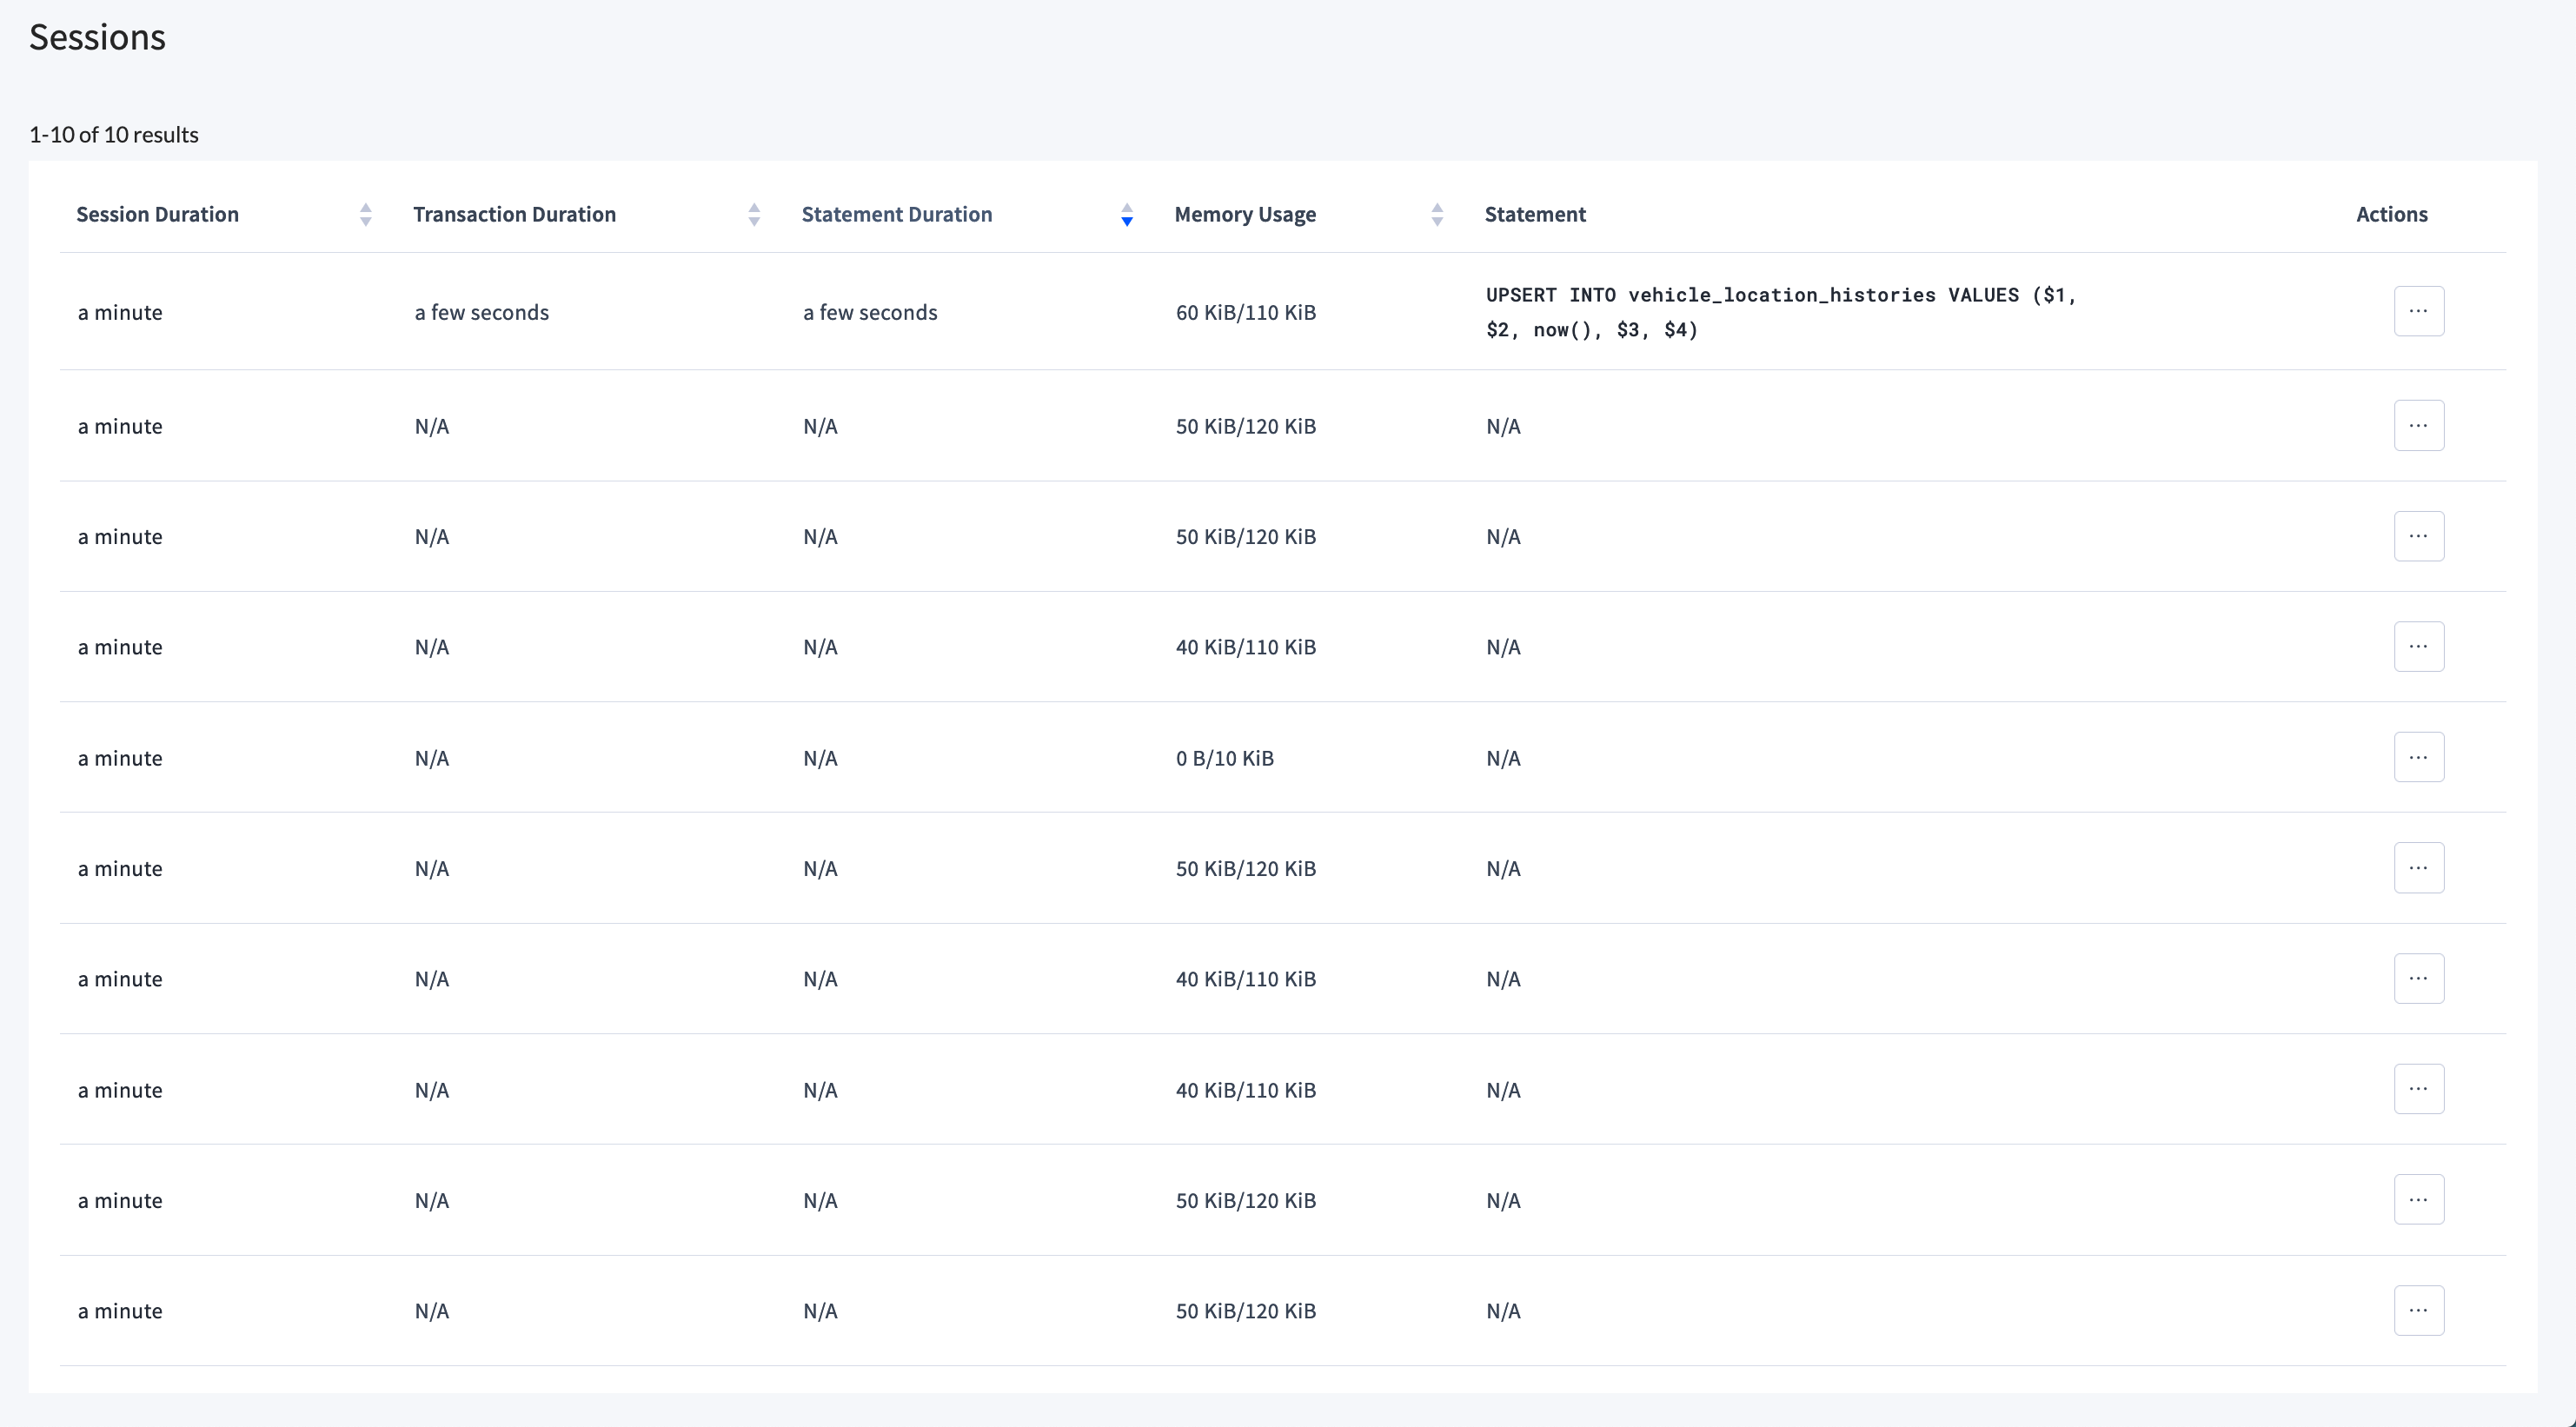 Sessions
1-10 of 10 results
Session Duration Transaction Duration Statement Duration Memory Usage Statement Actions
a minute a few seconds a few seconds 60 KiB/110 KiB UPSERT INTO vehicle_location_histories VALUES ($1,
$2, now(), $3, $4)
...
a minute N/A N/A 50 KiB/120 KiB N/A ...
a minute N/A N/A 50 KiB/120 KiB N/A ...
a minute N/A N/A 40 KiB/110 KiB N/A ...
a minute N/A N/A 0 B/10 KiB N/A ...
a minute N/A N/A 50 KiB/120 KiB N/A ...
a minute N/A N/A 40 KiB/110 KiB N/A ...
a minute N/A N/A 40 KiB/110 KiB N/A ...
a minute N/A N/A 50 KiB/120 KiB N/A ...
a minute N/A N/A 50 KiB/120 KiB N/A ...